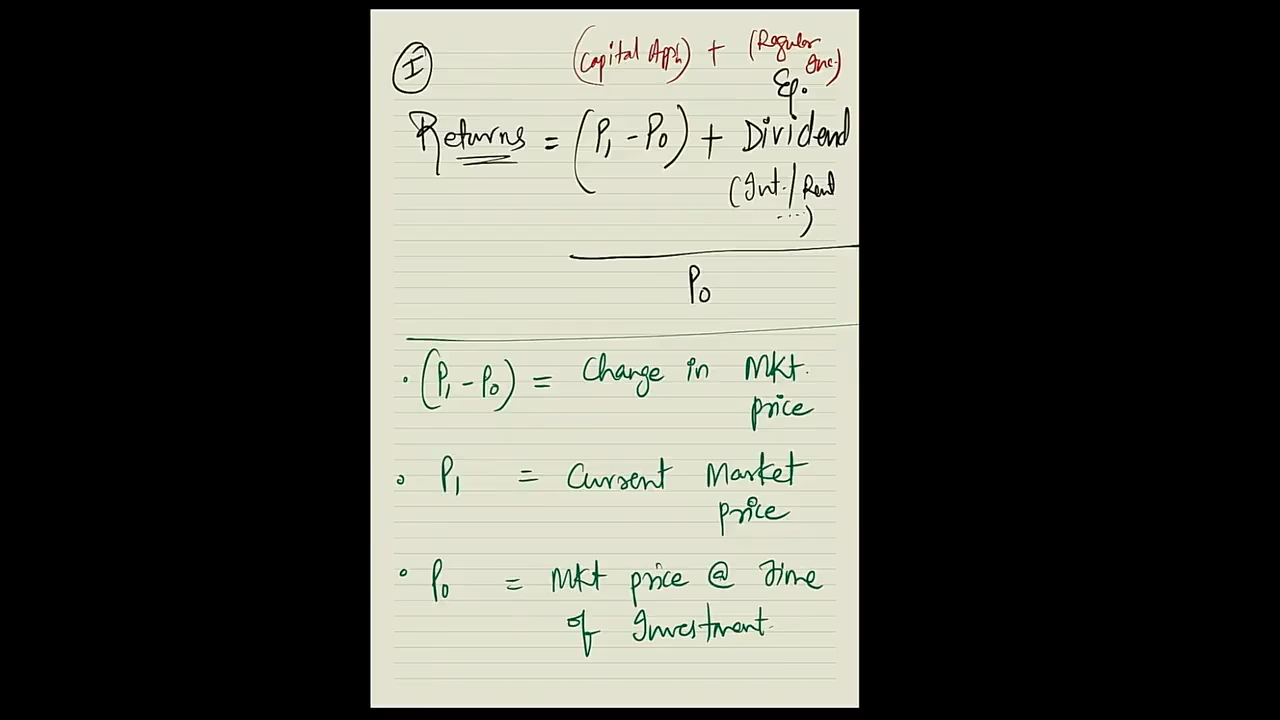 I
(Capital App^n) + (Regular Inc.)
Eg.
Returns = (P₁ - P₀) + Dividend
(Int./Rent ...)
P₀
• (P₁ - P₀) = Change in Mkt. price
• P₁ = Current Market price
• P₀ = Mkt price @ time of Investment.